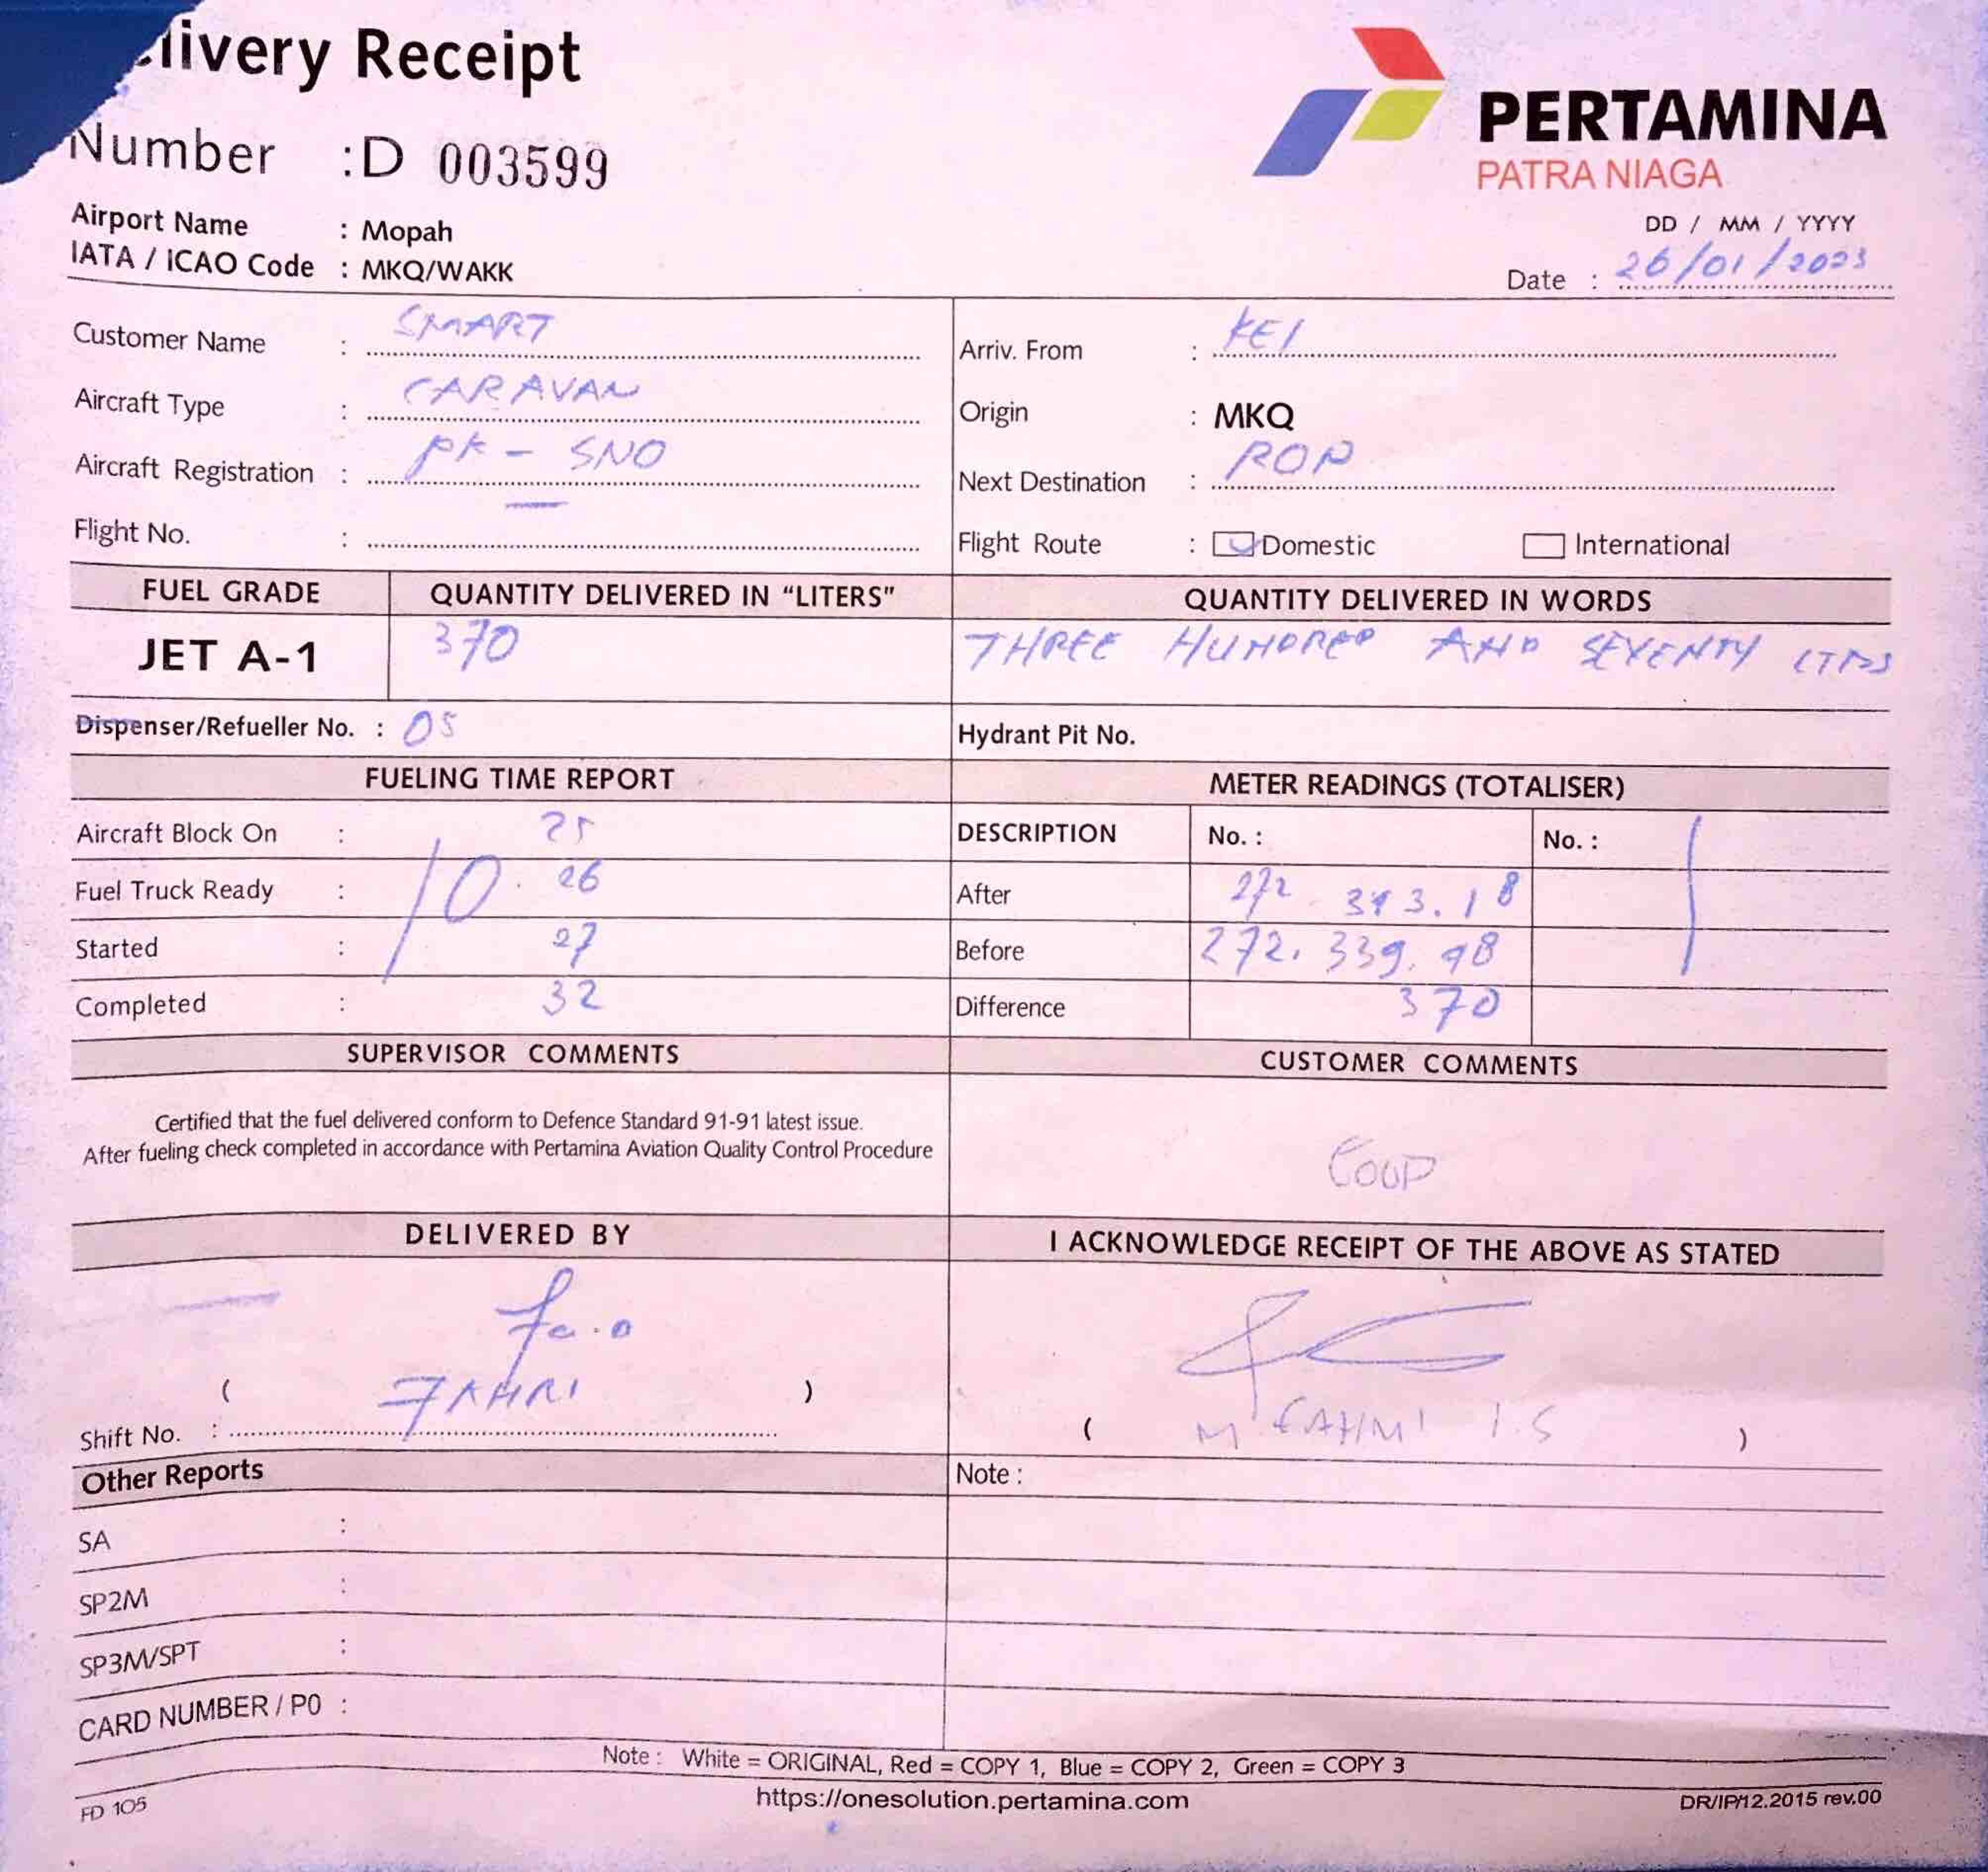 livery Receipt
Number :D 003599
PERTAMINA
PATRA NIAGA
Airport Name : Mopah
IATA / ICAO Code : MKQ/WAKK
DD / MM / YYYY
Date : 26/01/2023
Customer Name : SMART
Arriv. From : KEI
Aircraft Type : CARAVAN
Origin : MKQ
Aircraft Registration : PK - SNO
Next Destination :
Flight No. :
Flight Route : Domestic International
FUEL GRADE QUANTITY DELIVERED IN "LITERS" QUANTITY DELIVERED IN WORDS
JET A-1 370 THREE HUNDRED AND SEVENTY LTRS
Dispenser/Refueller No. : 05 Hydrant Pit No.
FUELING TIME REPORT METER READINGS (TOTALISER)
Aircraft Block On : 25 DESCRIPTION No. : No. :
Fuel Truck Ready : 10. 26 After
Started : 27 Before 272. 339. 98
Completed : 32 Difference 370
SUPERVISOR COMMENTS CUSTOMER COMMENTS
Certified that the fuel delivered conform to Defence Standard 91-91 latest issue.
After fueling check completed in accordance with Pertamina Aviation Quality Control Procedure
DELIVERED BY I ACKNOWLEDGE RECEIPT OF THE ABOVE AS STATED
( FAHRI )
( M FAHMI I.S )
Shift No. :
Other Reports Note :
SA :
SP2M :
SP3M/SPT :
CARD NUMBER / PO :
Note : White = ORIGINAL, Red = COPY 1, Blue = COPY 2, Green = COPY 3
https://onesolution.pertamina.com
FD 105
DR/IP/12.2015 rev.00